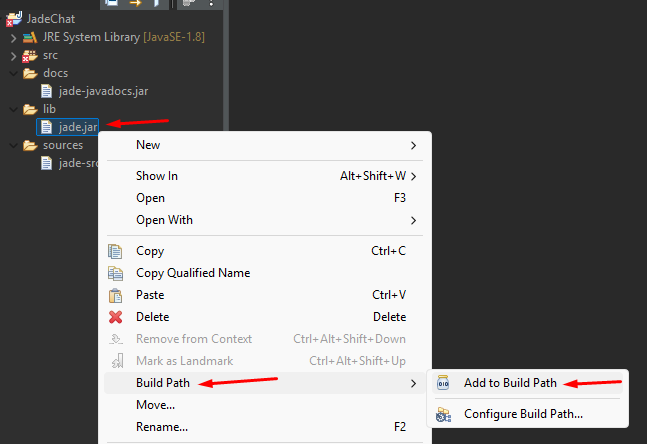 JadeChat
JRE System Library [JavaSE-1.8]
src
docs
jade-javadocs.jar
lib
jade.jar
sources
jade-src
New
Show In Alt+Shift+W
Open F3
Open With
Copy Ctrl+C
Copy Qualified Name
Paste Ctrl+V
Delete Delete
Remove from Context Ctrl+Alt+Shift+Down
Mark as Landmark Ctrl+Alt+Shift+Up
Build Path
Add to Build Path
Configure Build Path...
Move...
Rename... F2